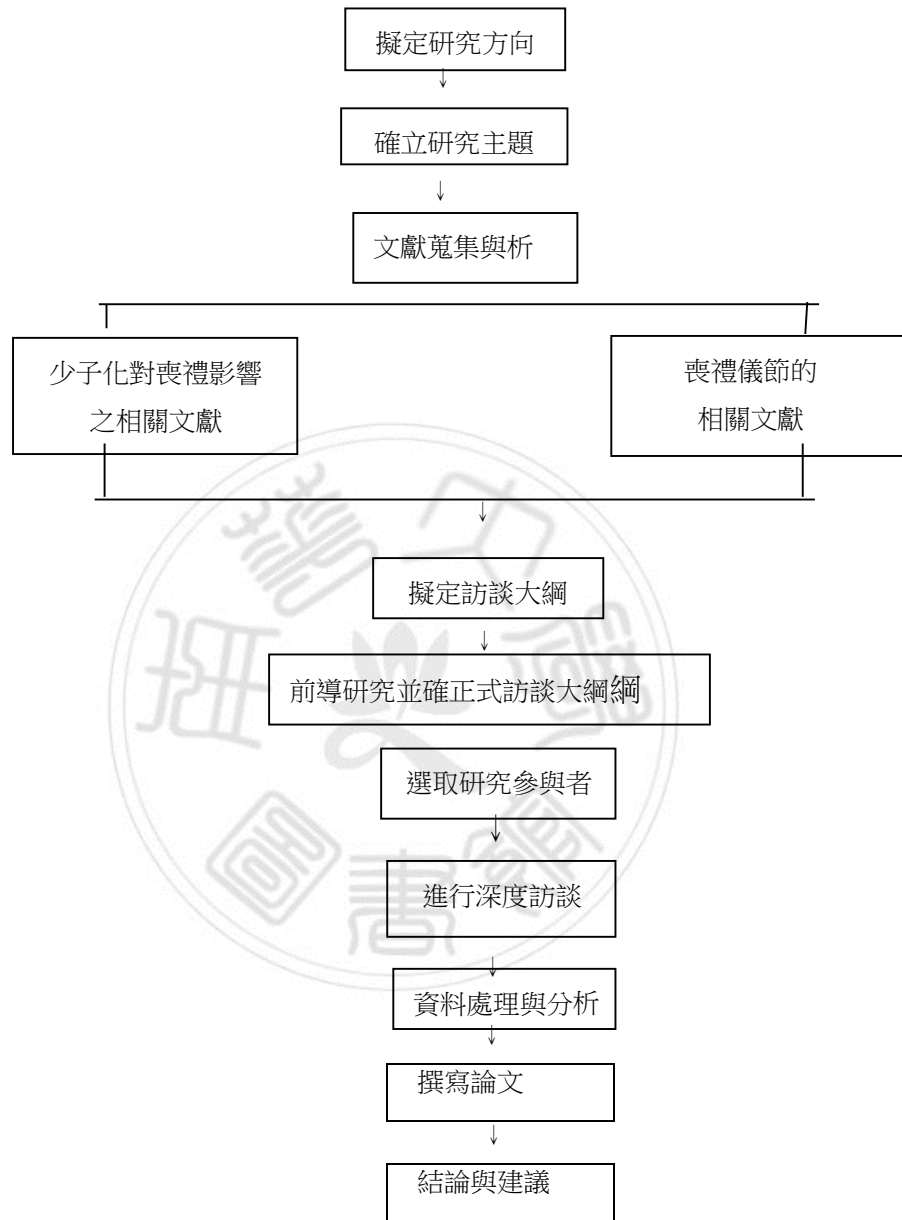 擬定研究方向
↓
確立研究主題
↓
文獻蒐集與析
少子化對喪禮影響
之相關文獻
喪禮儀節的
相關文獻
↓
擬定訪談大綱
↓
前導研究並確正式訪談大綱綱
選取研究參與者
↓
進行深度訪談
↓
資料處理與分析
↓
撰寫論文
↓
結論與建議